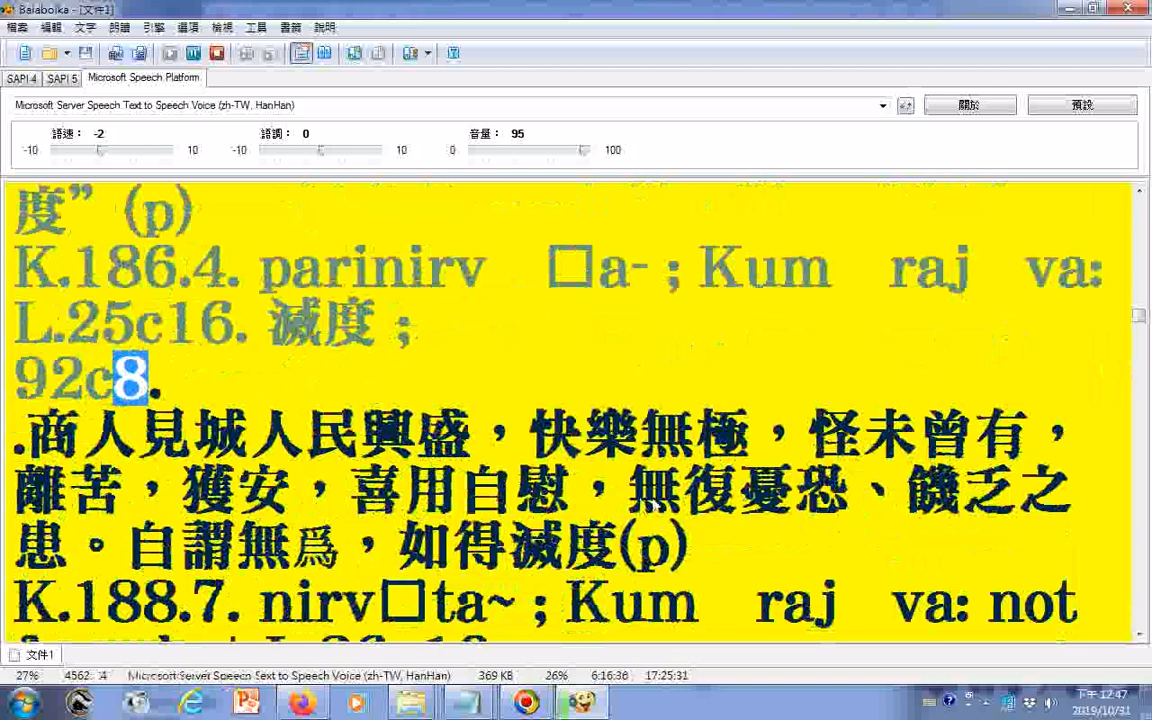 Balabolka - [文件1]
檔案 編輯 文字 朗讀 引擎 選項 檢視 工具 書籤 說明
SAPI 4 SAPI 5 Microsoft Speech Platform
Microsoft Server Speech Text to Speech Voice (zh-TW, HanHan) 關於 預設
語速： -2 語調： 0 音量： 95
-10 10 -10 10 0 100
度”(p)
K.186.4. parinirv □a- ; Kum raj va:
L.25c16. 滅度；
92c8.
.商人見城人民興盛，快樂無極，怪未曾有，
離苦，獲安，喜用自慰，無復憂恐、饑乏之
患。自謂無爲，如得滅度(p)
K.188.7. nirv□ta~ ; Kum raj va: not
文件1
27% 4562: 4 Microsoft Server Speech Text to Speech Voice (zh-TW, HanHan) 369 KB 26% 6:16:36 17:25:31
下午 12:47
2019/10/31